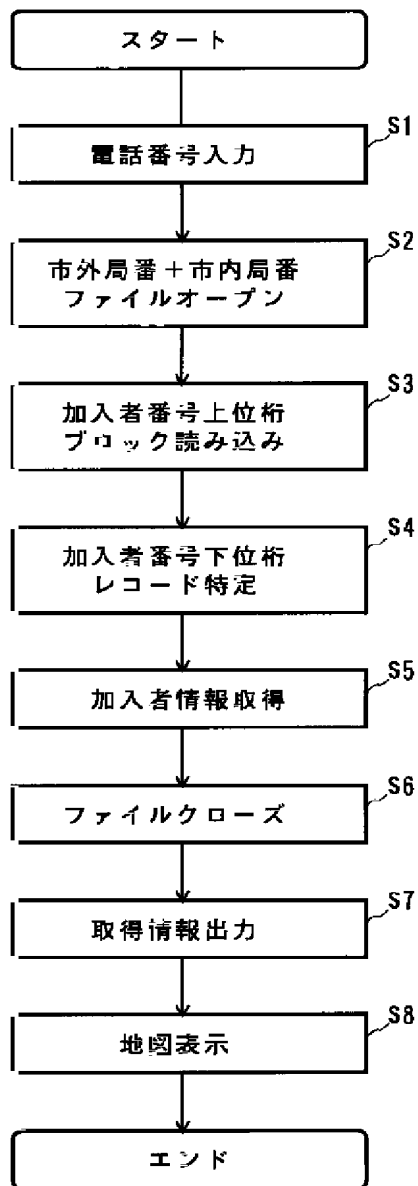 スタート
S1
電話番号入力
S2
市外局番＋市内局番
ファイルオープン
S3
加入者番号上位桁
ブロック読み込み
S4
加入者番号下位桁
レコード特定
S5
加入者情報取得
S6
ファイルクローズ
S7
取得情報出力
S8
地図表示
エンド